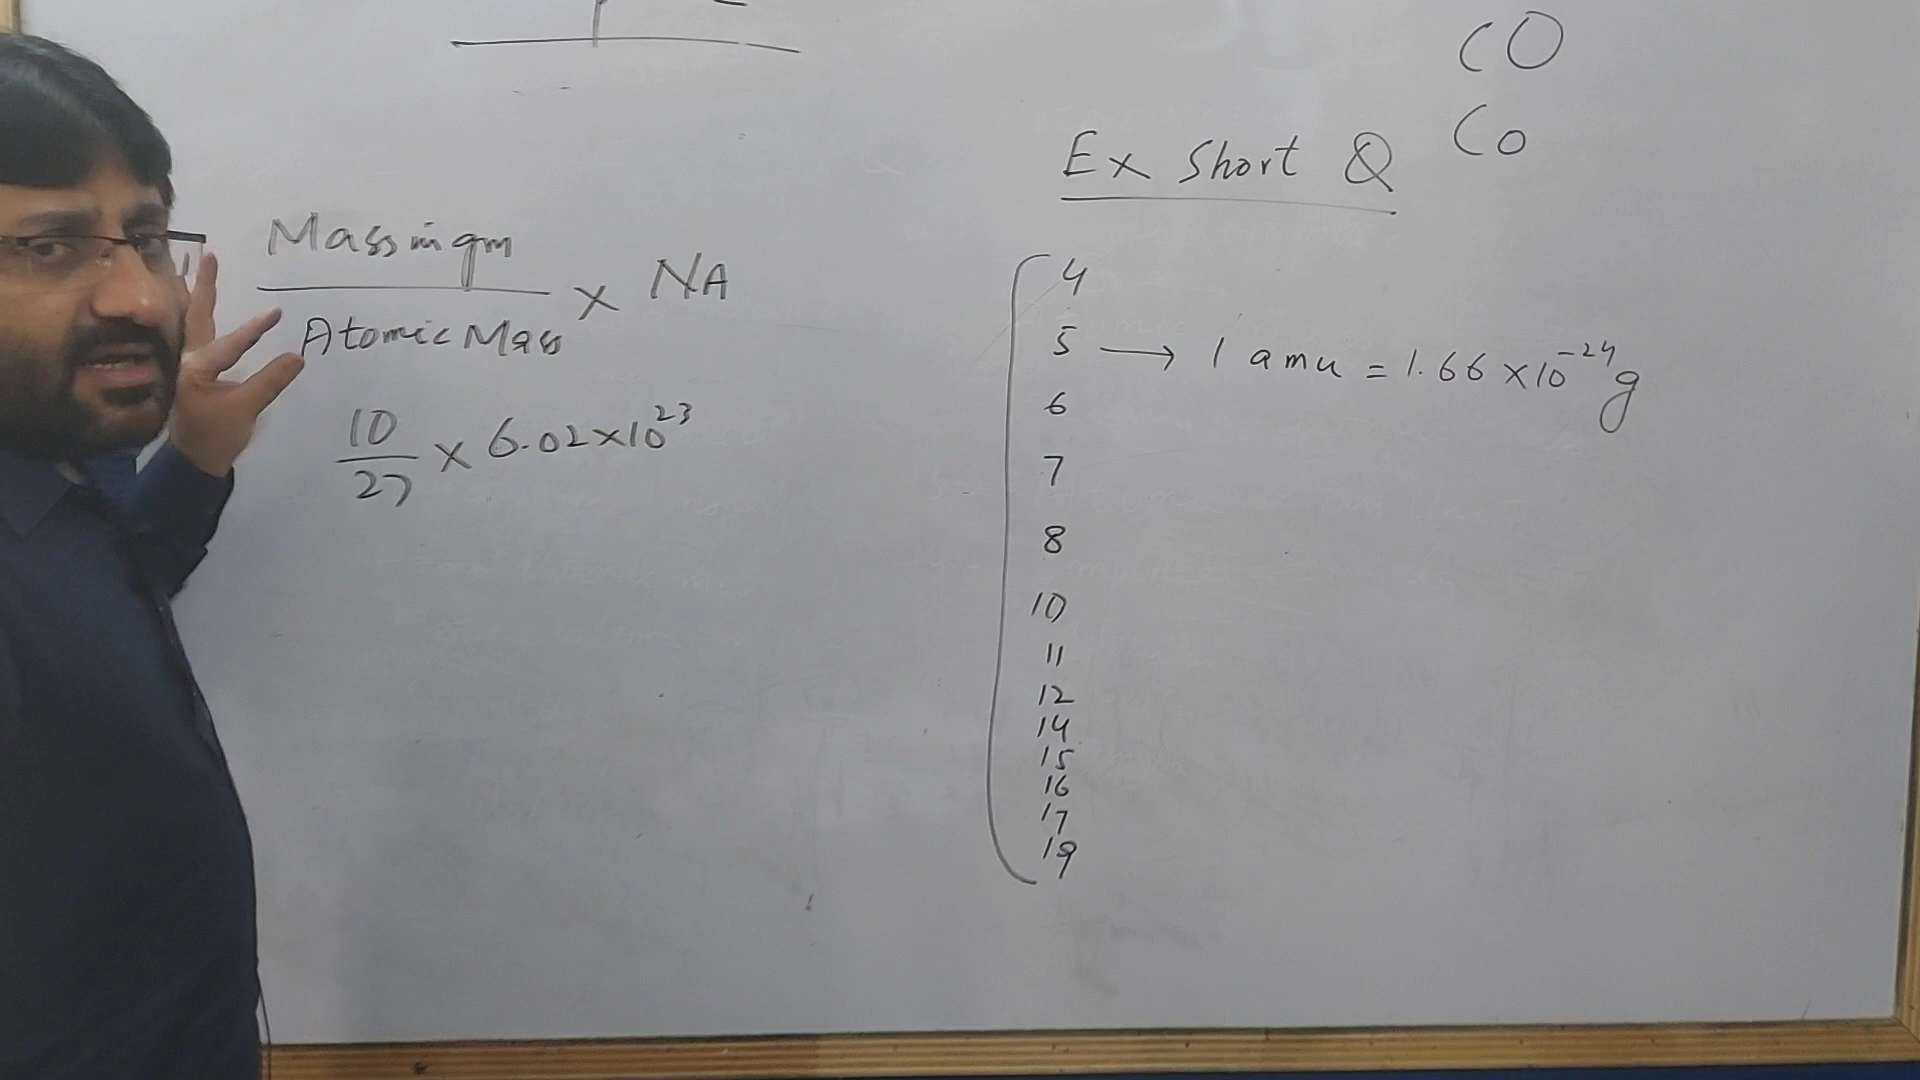 Mass in gm
Atomic Mass
× NA
10
27
× 6.02×10²³
CO
Co
Ex Short Q
4
5 → 1 amu = 1.66 ×10⁻²⁴g
6
7
8
10
11
12
14
15
16
17
19